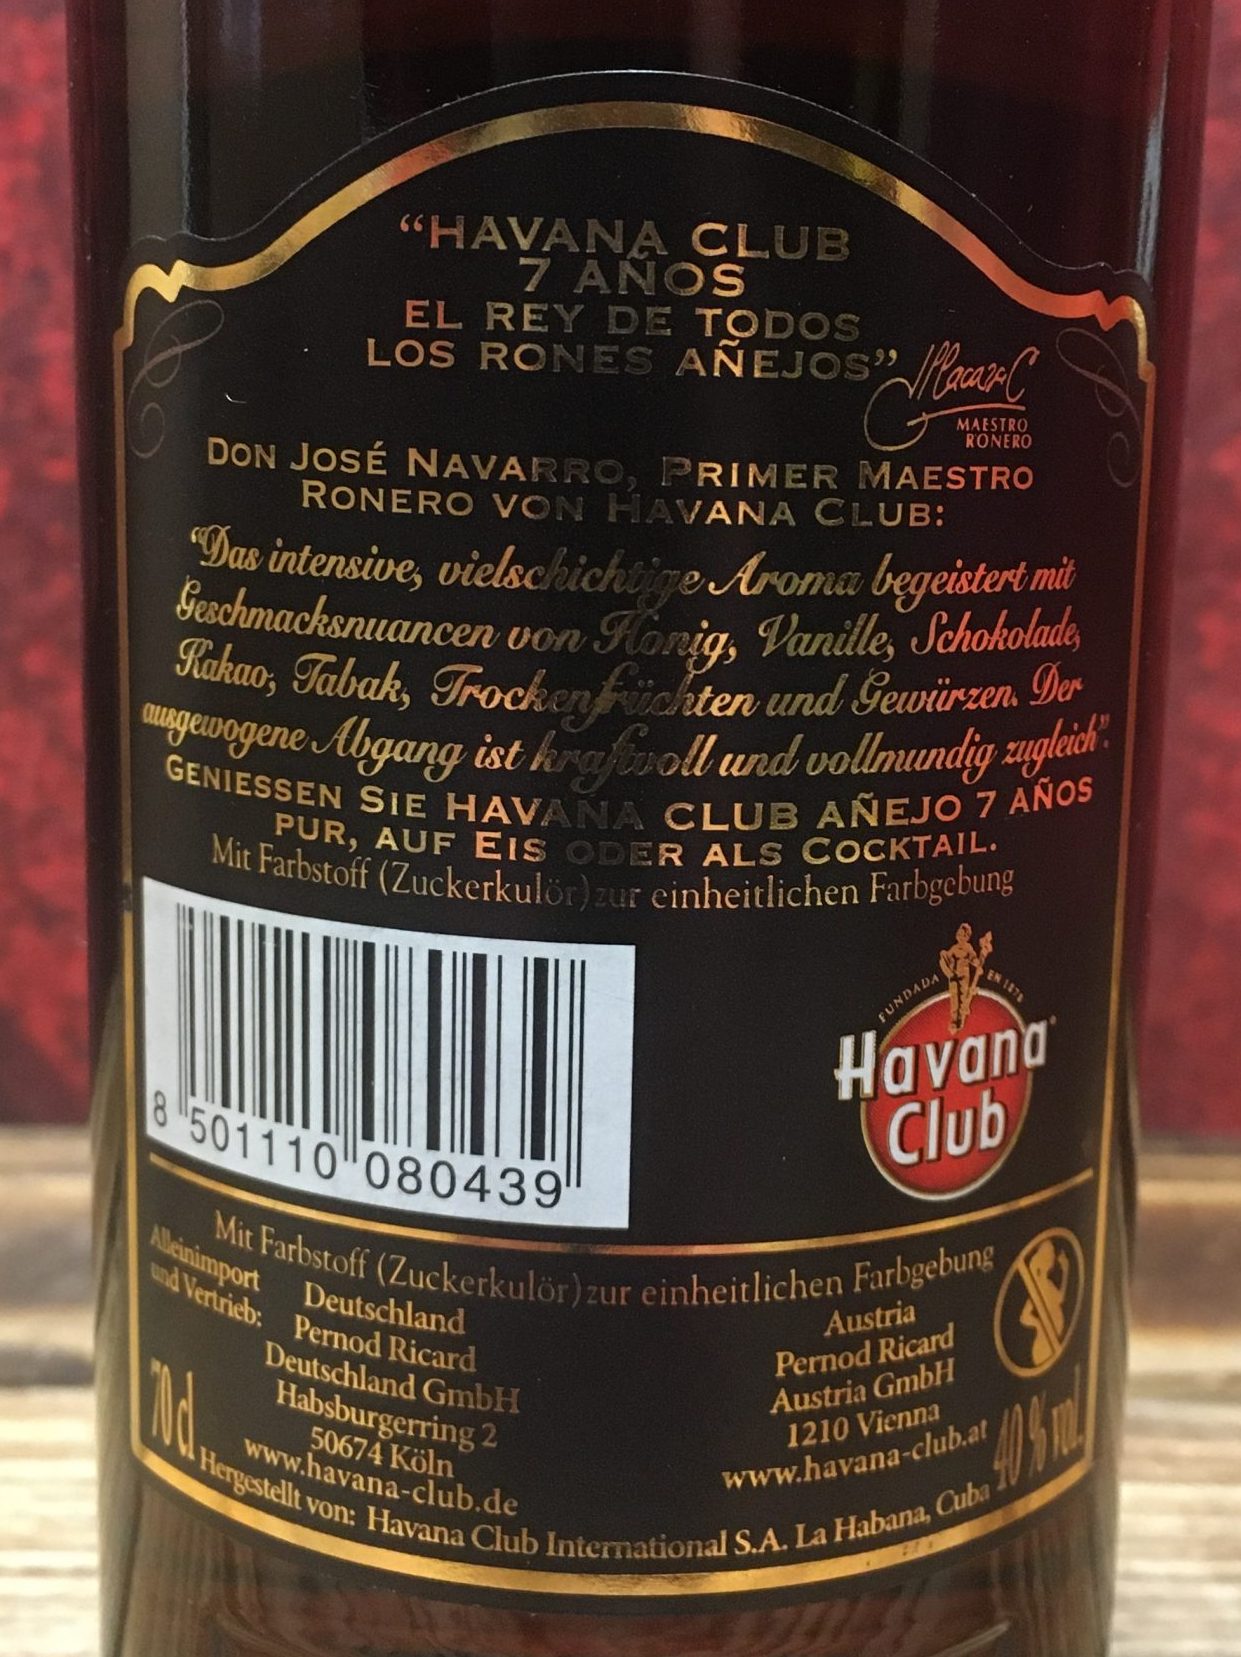 “HAVANA CLUB
7 AÑOS
EL REY DE TODOS
LOS RONES AÑEJOS”
MAESTRO
RONERO
DON JOSÉ NAVARRO, PRIMER MAESTRO
RONERO VON HAVANA CLUB:
“Das intensive, vielschichtige Aroma begeistert mit
Geschmacksnuancen von Honig, Vanille, Schokolade,
Kakao, Tabak, Trockenfrüchten und Gewürzen. Der
ausgewogene Abgang ist kraftvoll und vollmundig zugleich”.
GENIESSEN SIE HAVANA CLUB AÑEJO 7 AÑOS
PUR, AUF EIS ODER ALS COCKTAIL.
Mit Farbstoff (Zuckerkulör) zur einheitlichen Farbgebung
8 501110 080439
FUNDADA EN 1878
Havana
Club
Mit Farbstoff (Zuckerkulör) zur einheitlichen Farbgebung
Alleinimport
und Vertrieb:
Deutschland
Pernod Ricard
Deutschland GmbH
Habsburgerring 2
50674 Köln
www.havana-club.de
Austria
Pernod Ricard
Austria GmbH
1210 Vienna
www.havana-club.at
70 cl
40 % vol.
Hergestellt von: Havana Club International S.A. La Habana, Cuba